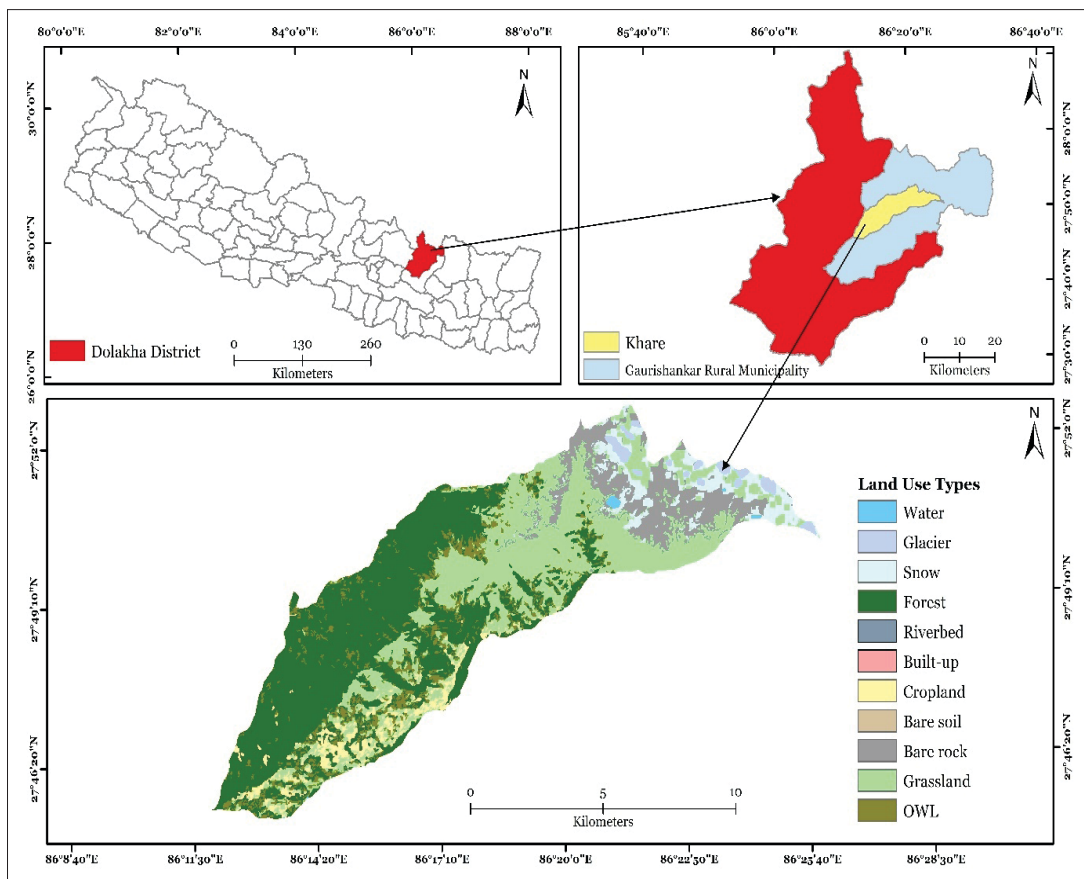 80°0'0"E 82°0'0"E 84°0'0"E 86°0'0"E 88°0'0"E
30°0'0"N
28°0'0"N
26°0'0"N
N
Dolakha District
0 130 260
Kilometers
85°40'0"E 86°0'0"E 86°20'0"E 86°40'0"E
28°0'0"N
27°50'0"N
27°40'0"N
27°30'0"N
N
Khare
Gaurishankar Rural Municipality
0 10 20
Kilometers
27°52'0"N
27°49'10"N
27°46'20"N
N
27°52'0"N
27°49'10"N
27°46'20"N
Land Use Types
Water
Glacier
Snow
Forest
Riverbed
Built-up
Cropland
Bare soil
Bare rock
Grassland
OWL
0 5 10
Kilometers
86°8'40"E 86°11'30"E 86°14'20"E 86°17'10"E 86°20'0"E 86°22'50"E 86°25'40"E 86°28'30"E